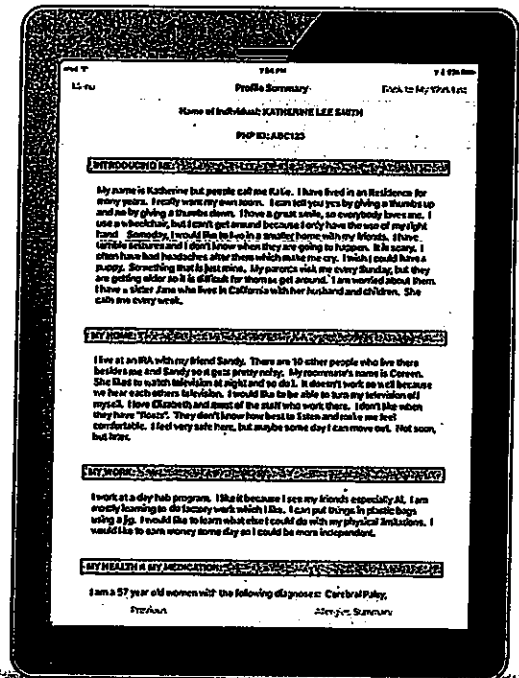 7:54 PM
Menu Profile Summary Back to My Work List
Name of Individual: KATHERINE LEE SMITH
PHP ID: ABC123
INTRODUCING ME:
My name is Katherine but people call me Katie. I have lived in an Residence for
many years. I really want my own room. I can tell you yes by giving a thumbs up
and no by giving a thumbs down. I have a great smile, so everybody loves me. I
use a wheelchair, but I can't get around because I only have the use of my right
hand. Someday, I would like to live in a smaller home with my friends. I have
terrible seizures and I don't know when they are going to happen. It is scary. I
often have bad headaches after them which make me cry. I wish I could have a
puppy. Something that is just mine. My parents visit me every Sunday, but they
are getting older so it is difficult for them to get around. I am worried about them.
I have a sister Jane who lives in California with her husband and children. She
calls me every week.
MY HOME:
I live at an IRA with my friend Sandy. There are 10 other people who live there
besides me and Sandy so it gets pretty noisy. My roommate's name is Coreen.
She likes to watch television at night and so do I. It doesn't work so well because
we hear each others television. I would like to be able to turn my television off
myself. I love Elizabeth and most of the staff who work there. I don't like when
they have "floats". They don't know how best to listen and make me feel
comfortable. I feel very safe here, but maybe some day I can move out. Not soon,
but later.
MY WORK:
I work at a day hab program. I like it because I see my friends especially Al. I am
mostly learning to do factory work which I like. I can put things in plastic bags
using a jig. I would like to learn what else I could do with my physical limitations. I
would like to earn money some day so I could be more independent.
MY HEALTH & MY MEDICATION:
I am a 57 year old women with the following diagnoses: Cerebral Palsy,
Previous Allergies Summary